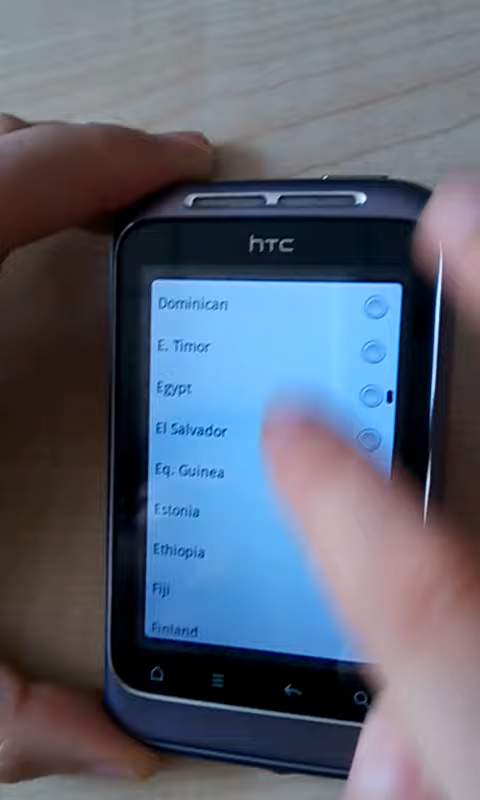 hTC
Dominican
E. Timor
Egypt
El Salvador
Eq. Guinea
Estonia
Ethiopia
Fiji
Finland